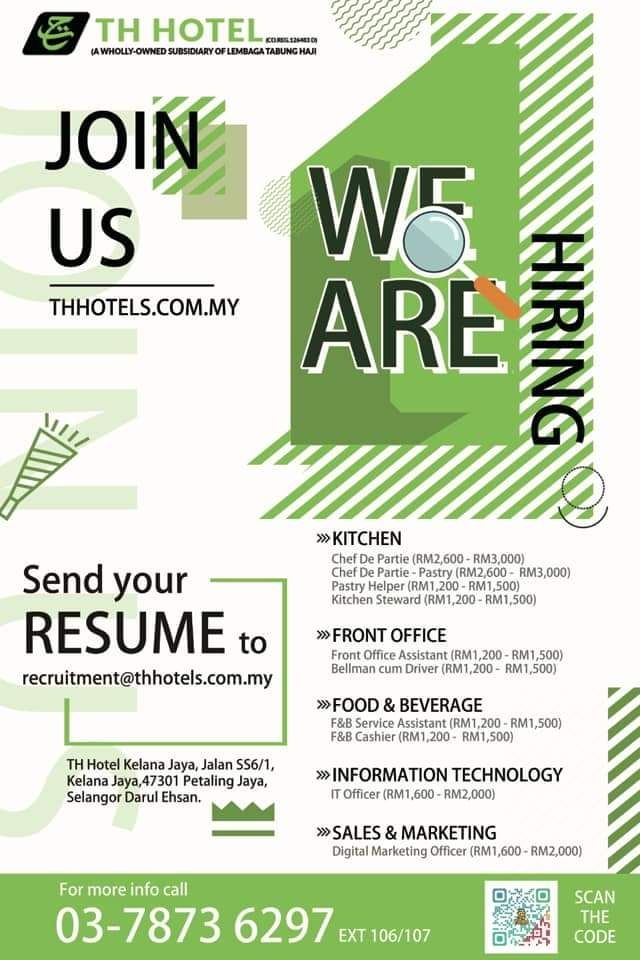 TH HOTEL (CO.REG.126483 D)
(A WHOLLY-OWNED SUBSIDIARY OF LEMBAGA TABUNG HAJI
JOIN
US
THHOTELS.COM.MY
WE
ARE
HIRING
JOIN US
Send your
RESUME to
recruitment@thhotels.com.my
TH Hotel Kelana Jaya, Jalan SS6/1,
Kelana Jaya,47301 Petaling Jaya,
Selangor Darul Ehsan.
»»KITCHEN
Chef De Partie (RM2,600 - RM3,000)
Chef De Partie - Pastry (RM2,600 - RM3,000)
Pastry Helper (RM1,200 - RM1,500)
Kitchen Steward (RM1,200 - RM1,500)
»»FRONT OFFICE
Front Office Assistant (RM1,200 - RM1,500)
Bellman cum Driver (RM1,200 - RM1,500)
»»FOOD & BEVERAGE
F&B Service Assistant (RM1,200 - RM1,500)
F&B Cashier (RM1,200 - RM1,500)
»»INFORMATION TECHNOLOGY
IT Officer (RM1,600 - RM2,000)
»»SALES & MARKETING
Digital Marketing Officer (RM1,600 - RM2,000)
For more info call
03-7873 6297 EXT 106/107
SCAN
THE
CODE